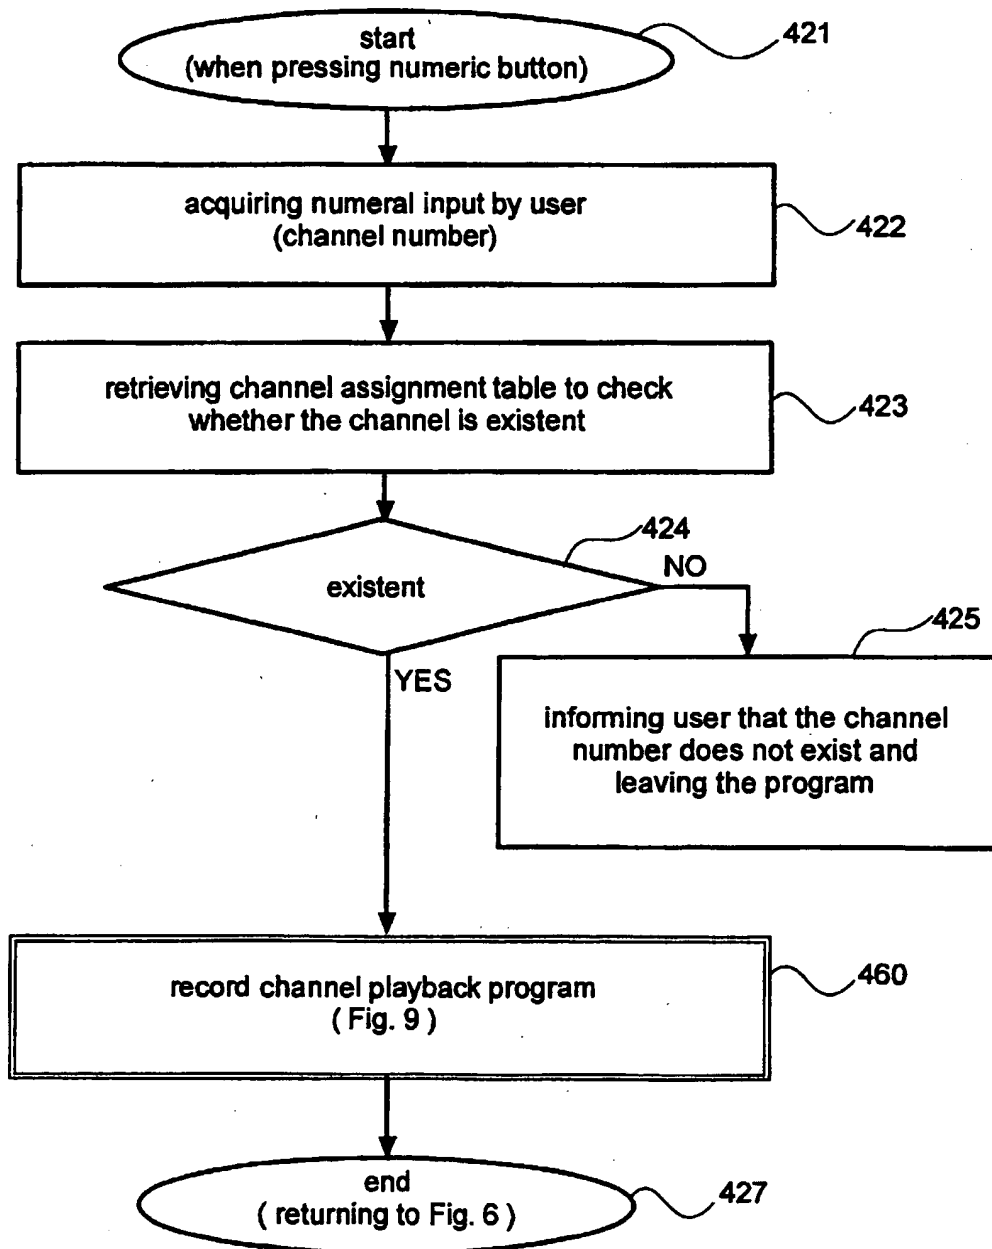 start
(when pressing numeric button)
421
acquiring numeral input by user
(channel number)
422
retrieving channel assignment table to check
whether the channel is existent
423
existent
424
NO
YES
425
informing user that the channel
number does not exist and
leaving the program
record channel playback program
( Fig. 9 )
460
end
( returning to Fig. 6 )
427